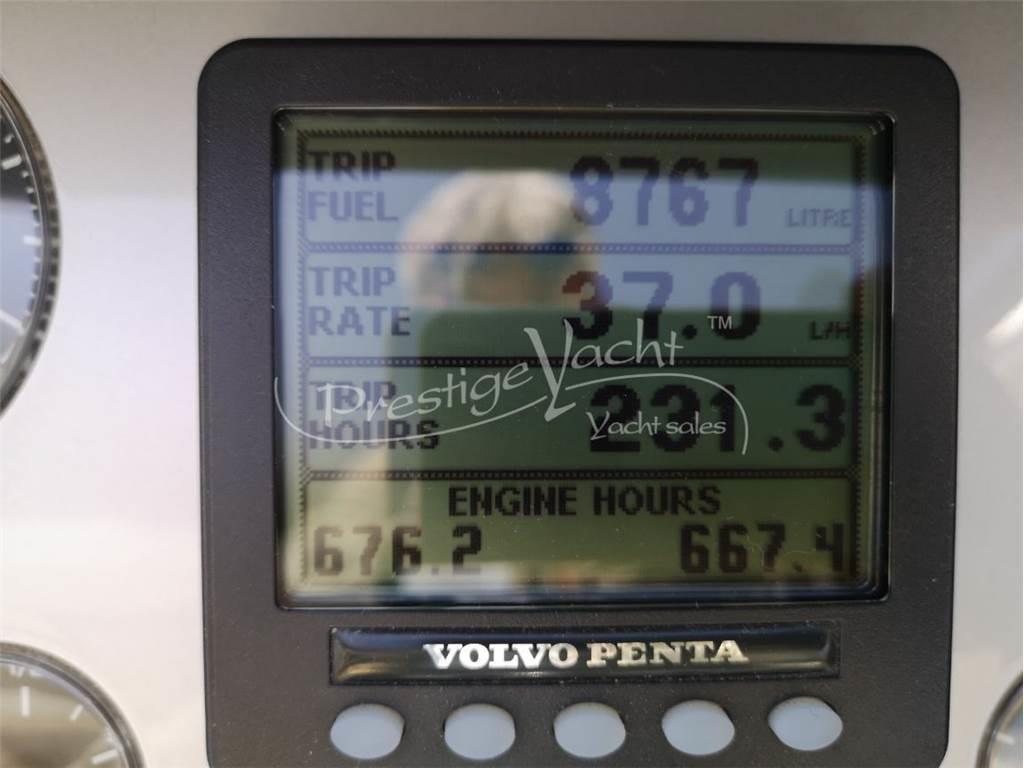 TRIP
FUEL 8767 LITRE
TRIP
RATE 37.0 L/H
TRIP
HOURS 231.3
ENGINE HOURS
676.2 667.4
Prestige Yacht ™
Yacht sales
VOLVO PENTA